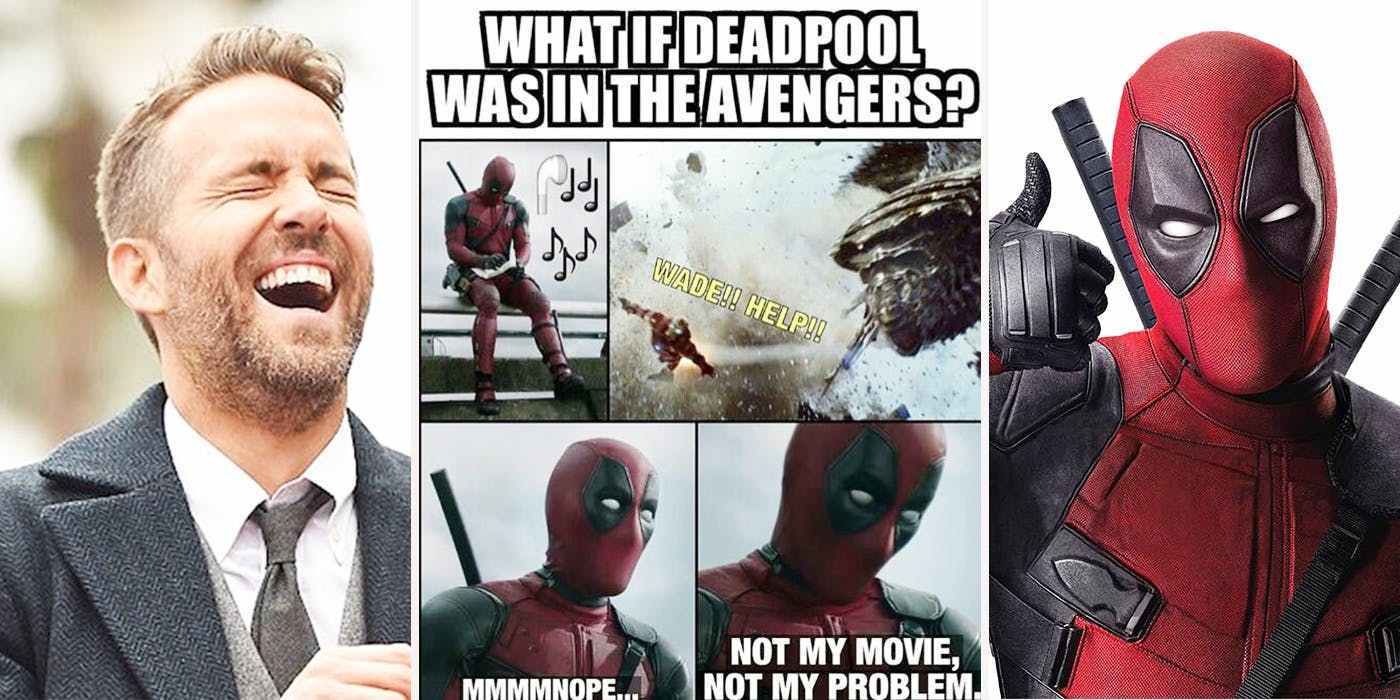 WHAT IF DEADPOOL
WAS IN THE AVENGERS?
WADE!! HELP!!
MMMMNOPE...
NOT MY MOVIE,
NOT MY PROBLEM.